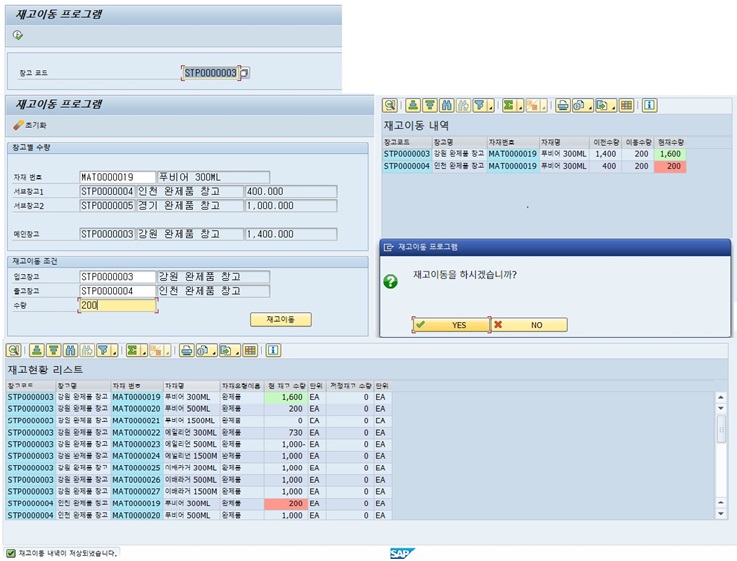 재고이동 프로그램
창고 코드 STP0000003
재고이동 프로그램
초기화
창고별 수량
자재 번호 MAT0000019 푸비어 300ML
서브창고1 STP0000004 인천 완제품 창고 400.000
서브창고2 STP0000005 경기 완제품 창고 1,000.000
메인창고 STP0000003 강원 완제품 창고 1,400.000
재고이동 조건
입고창고 STP0000003 강원 완제품 창고
출고창고 STP0000004 인천 완제품 창고
수량 200
재고이동
재고이동 내역
창고코드 창고명 자재번호 자재명 이전수량 이동수량 현재수량
STP0000003 강원 완제품 창고 MAT0000019 푸비어 300ML 1,400 200 1,600
STP0000004 인천 완제품 창고 MAT0000019 푸비어 300ML 400 200 200
재고이동 프로그램
재고이동을 하시겠습니까?
YES NO
재고현황 리스트
창고코드 창고명 자재 번호 자재명 자재유형이름 현 재고 수량 단위 저정재고 수량 단위
STP0000003 강원 완제품 창고 MAT0000019 푸비어 300ML 완제품 1,600 EA 0 EA
STP0000003 강원 완제품 창고 MAT0000020 푸비어 500ML 완제품 200 EA 0 EA
STP0000003 강원 완제품 창고 MAT0000021 푸비어 1500ML 완제품 0 EA 0 EA
STP0000003 강원 완제품 창고 MAT0000022 에일리언 300ML 완제품 730 EA 0 EA
STP0000003 강원 완제품 창고 MAT0000023 에일리언 500ML 완제품 1,000- EA 0 EA
STP0000003 강원 완제품 창고 MAT0000024 에일리언 1500M 완제품 1,000 EA 0 EA
STP0000003 강원 완제품 창고 MAT0000025 이배라거 300ML 완제품 1,000 EA 0 EA
STP0000003 강원 완제품 창고 MAT0000026 이배라거 500ML 완제품 1,000 EA 0 EA
STP0000003 강원 완제품 창고 MAT0000027 이배라거 1500M 완제품 1,000 EA 0 EA
STP0000004 인천 완제품 창고 MAT0000019 푸비어 300ML 완제품 200 EA 0 EA
STP0000004 인천 완제품 창고 MAT0000020 푸비어 500ML 완제품 1,000 EA 0 EA
재고이동 내역이 저장되었습니다.
SAP